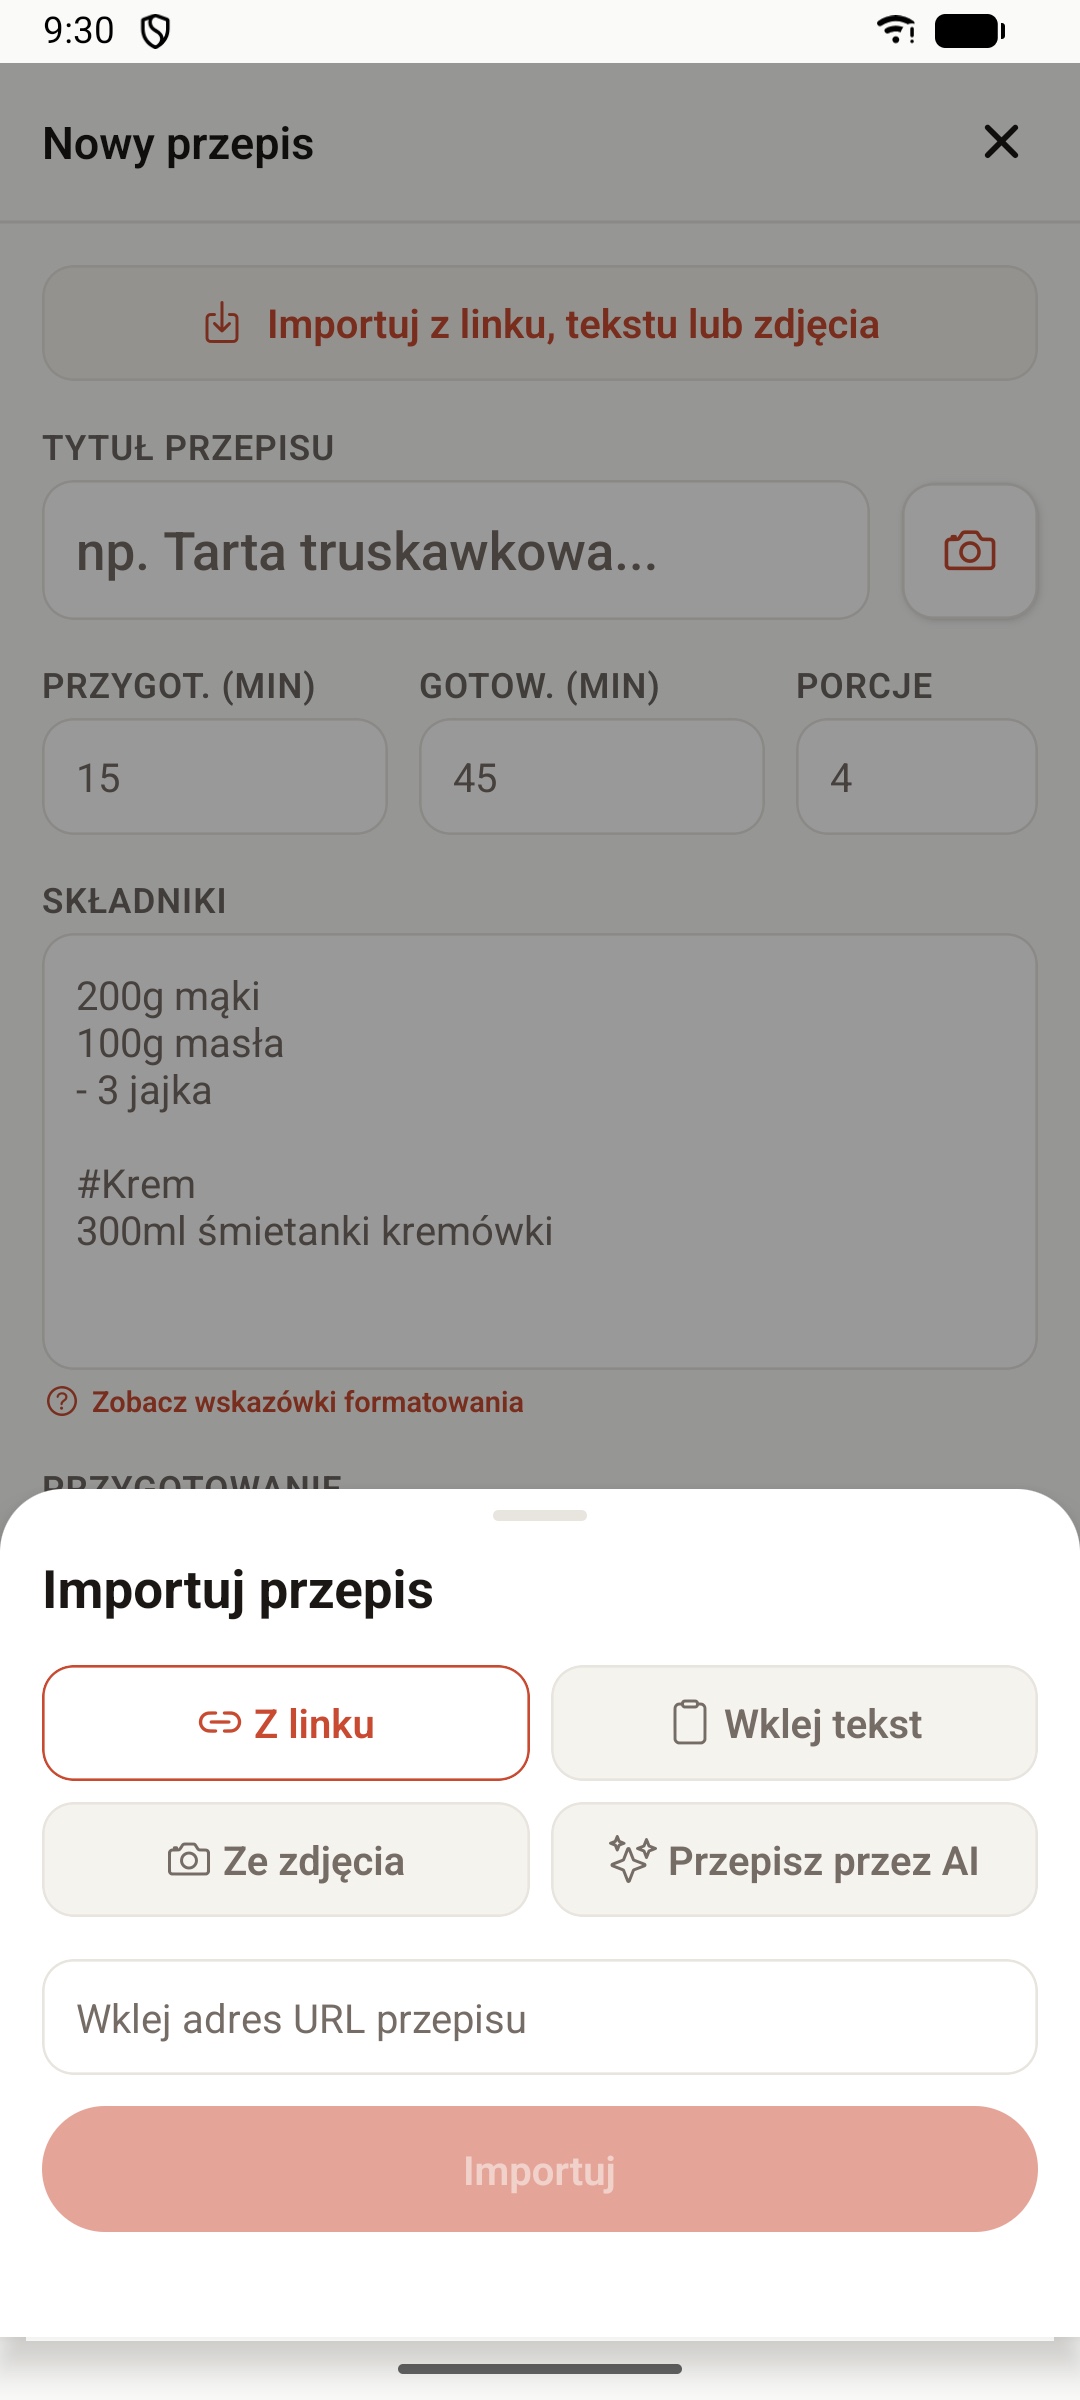 9:30
Nowy przepis
Importuj z linku, tekstu lub zdjęcia
TYTUŁ PRZEPISU
np. Tarta truskawkowa...
PRZYGOT. (MIN) GOTOW. (MIN) PORCJE
15 45 4
SKŁADNIKI
200g mąki
100g masła
- 3 jajka
#Krem
300ml śmietanki kremówki
Zobacz wskazówki formatowania
PRZYGOTOWANIE
Importuj przepis
Z linku Wklej tekst
Ze zdjęcia Przepisz przez AI
Wklej adres URL przepisu
Importuj